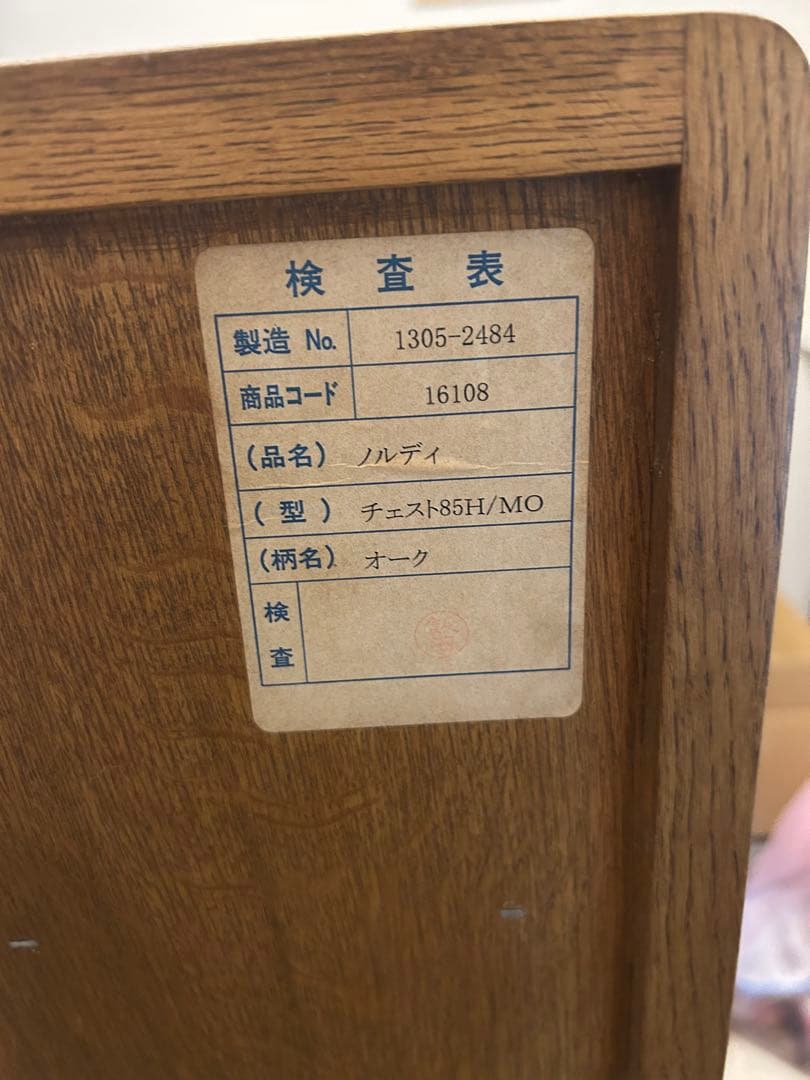 検査表
製造 No. 1305-2484
商品コード 16108
(品名) ノルディ
(型) チェスト85H/MO
(柄名) オーク
検査